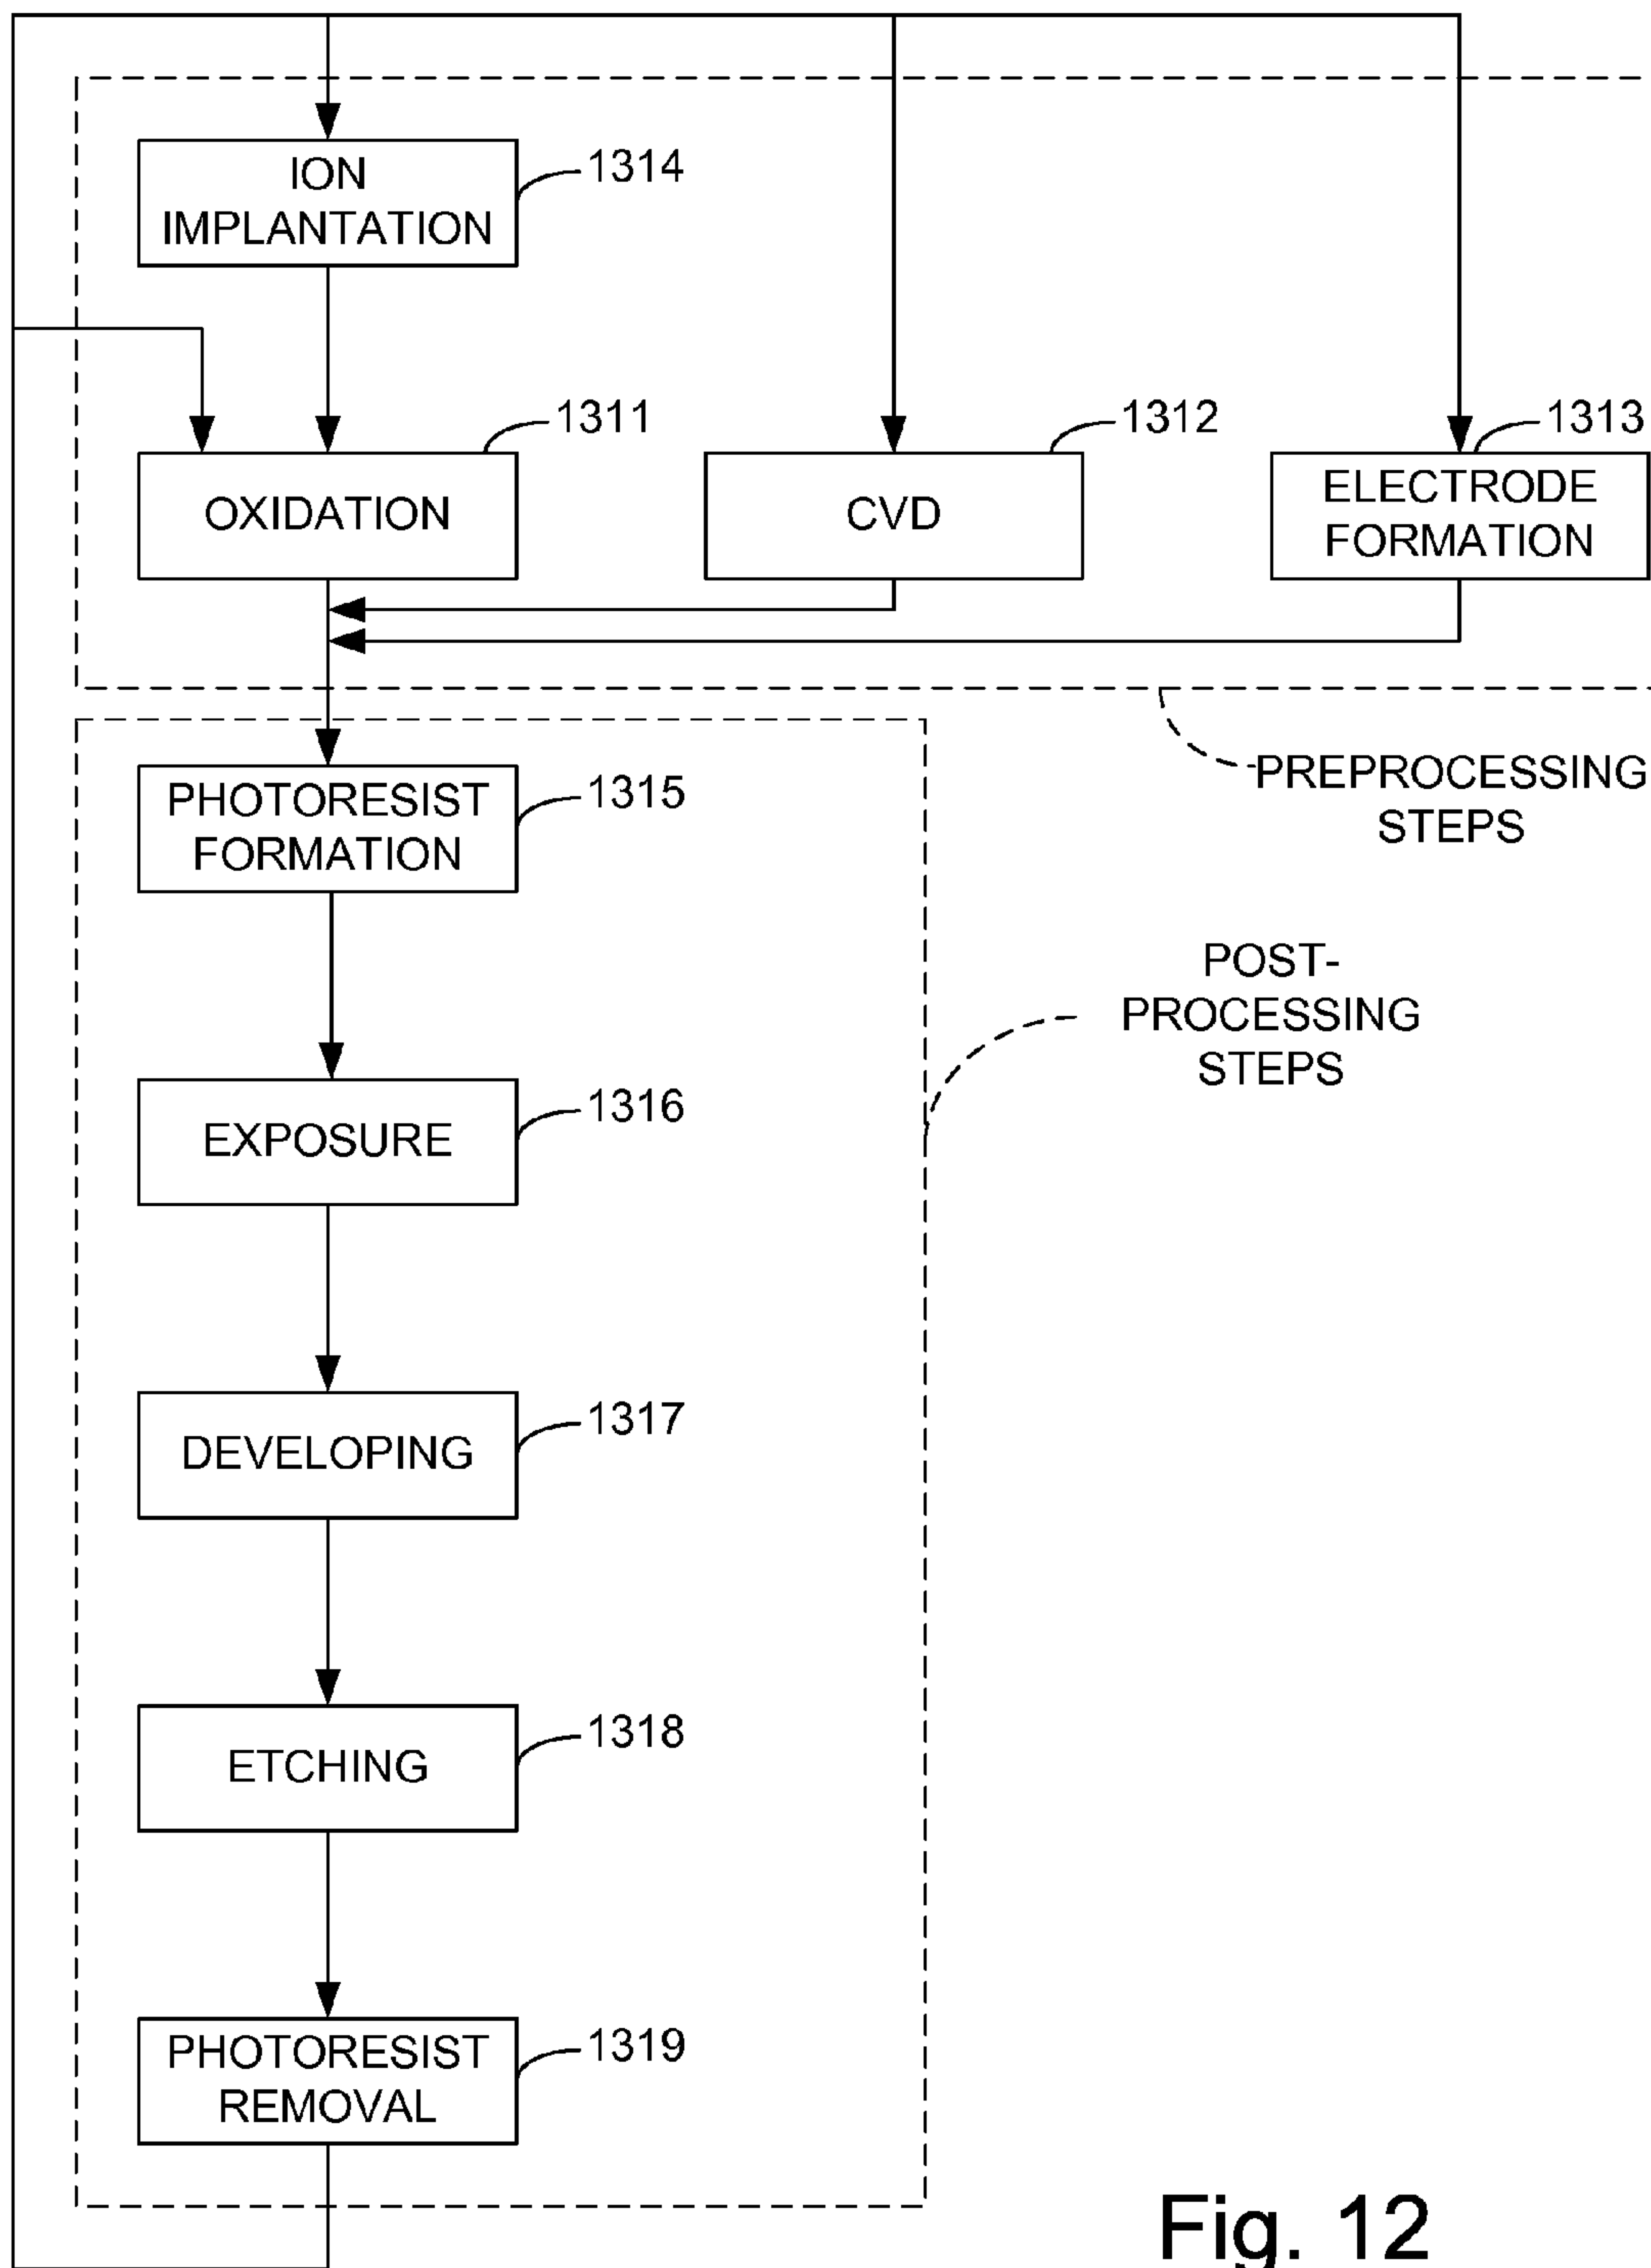 ION
IMPLANTATION
1314
1311
1312
1313
OXIDATION
CVD
ELECTRODE
FORMATION
PREPROCESSING
STEPS
PHOTORESIST
FORMATION
1315
POST-
PROCESSING
STEPS
EXPOSURE
1316
DEVELOPING
1317
ETCHING
1318
PHOTORESIST
REMOVAL
1319
Fig. 12